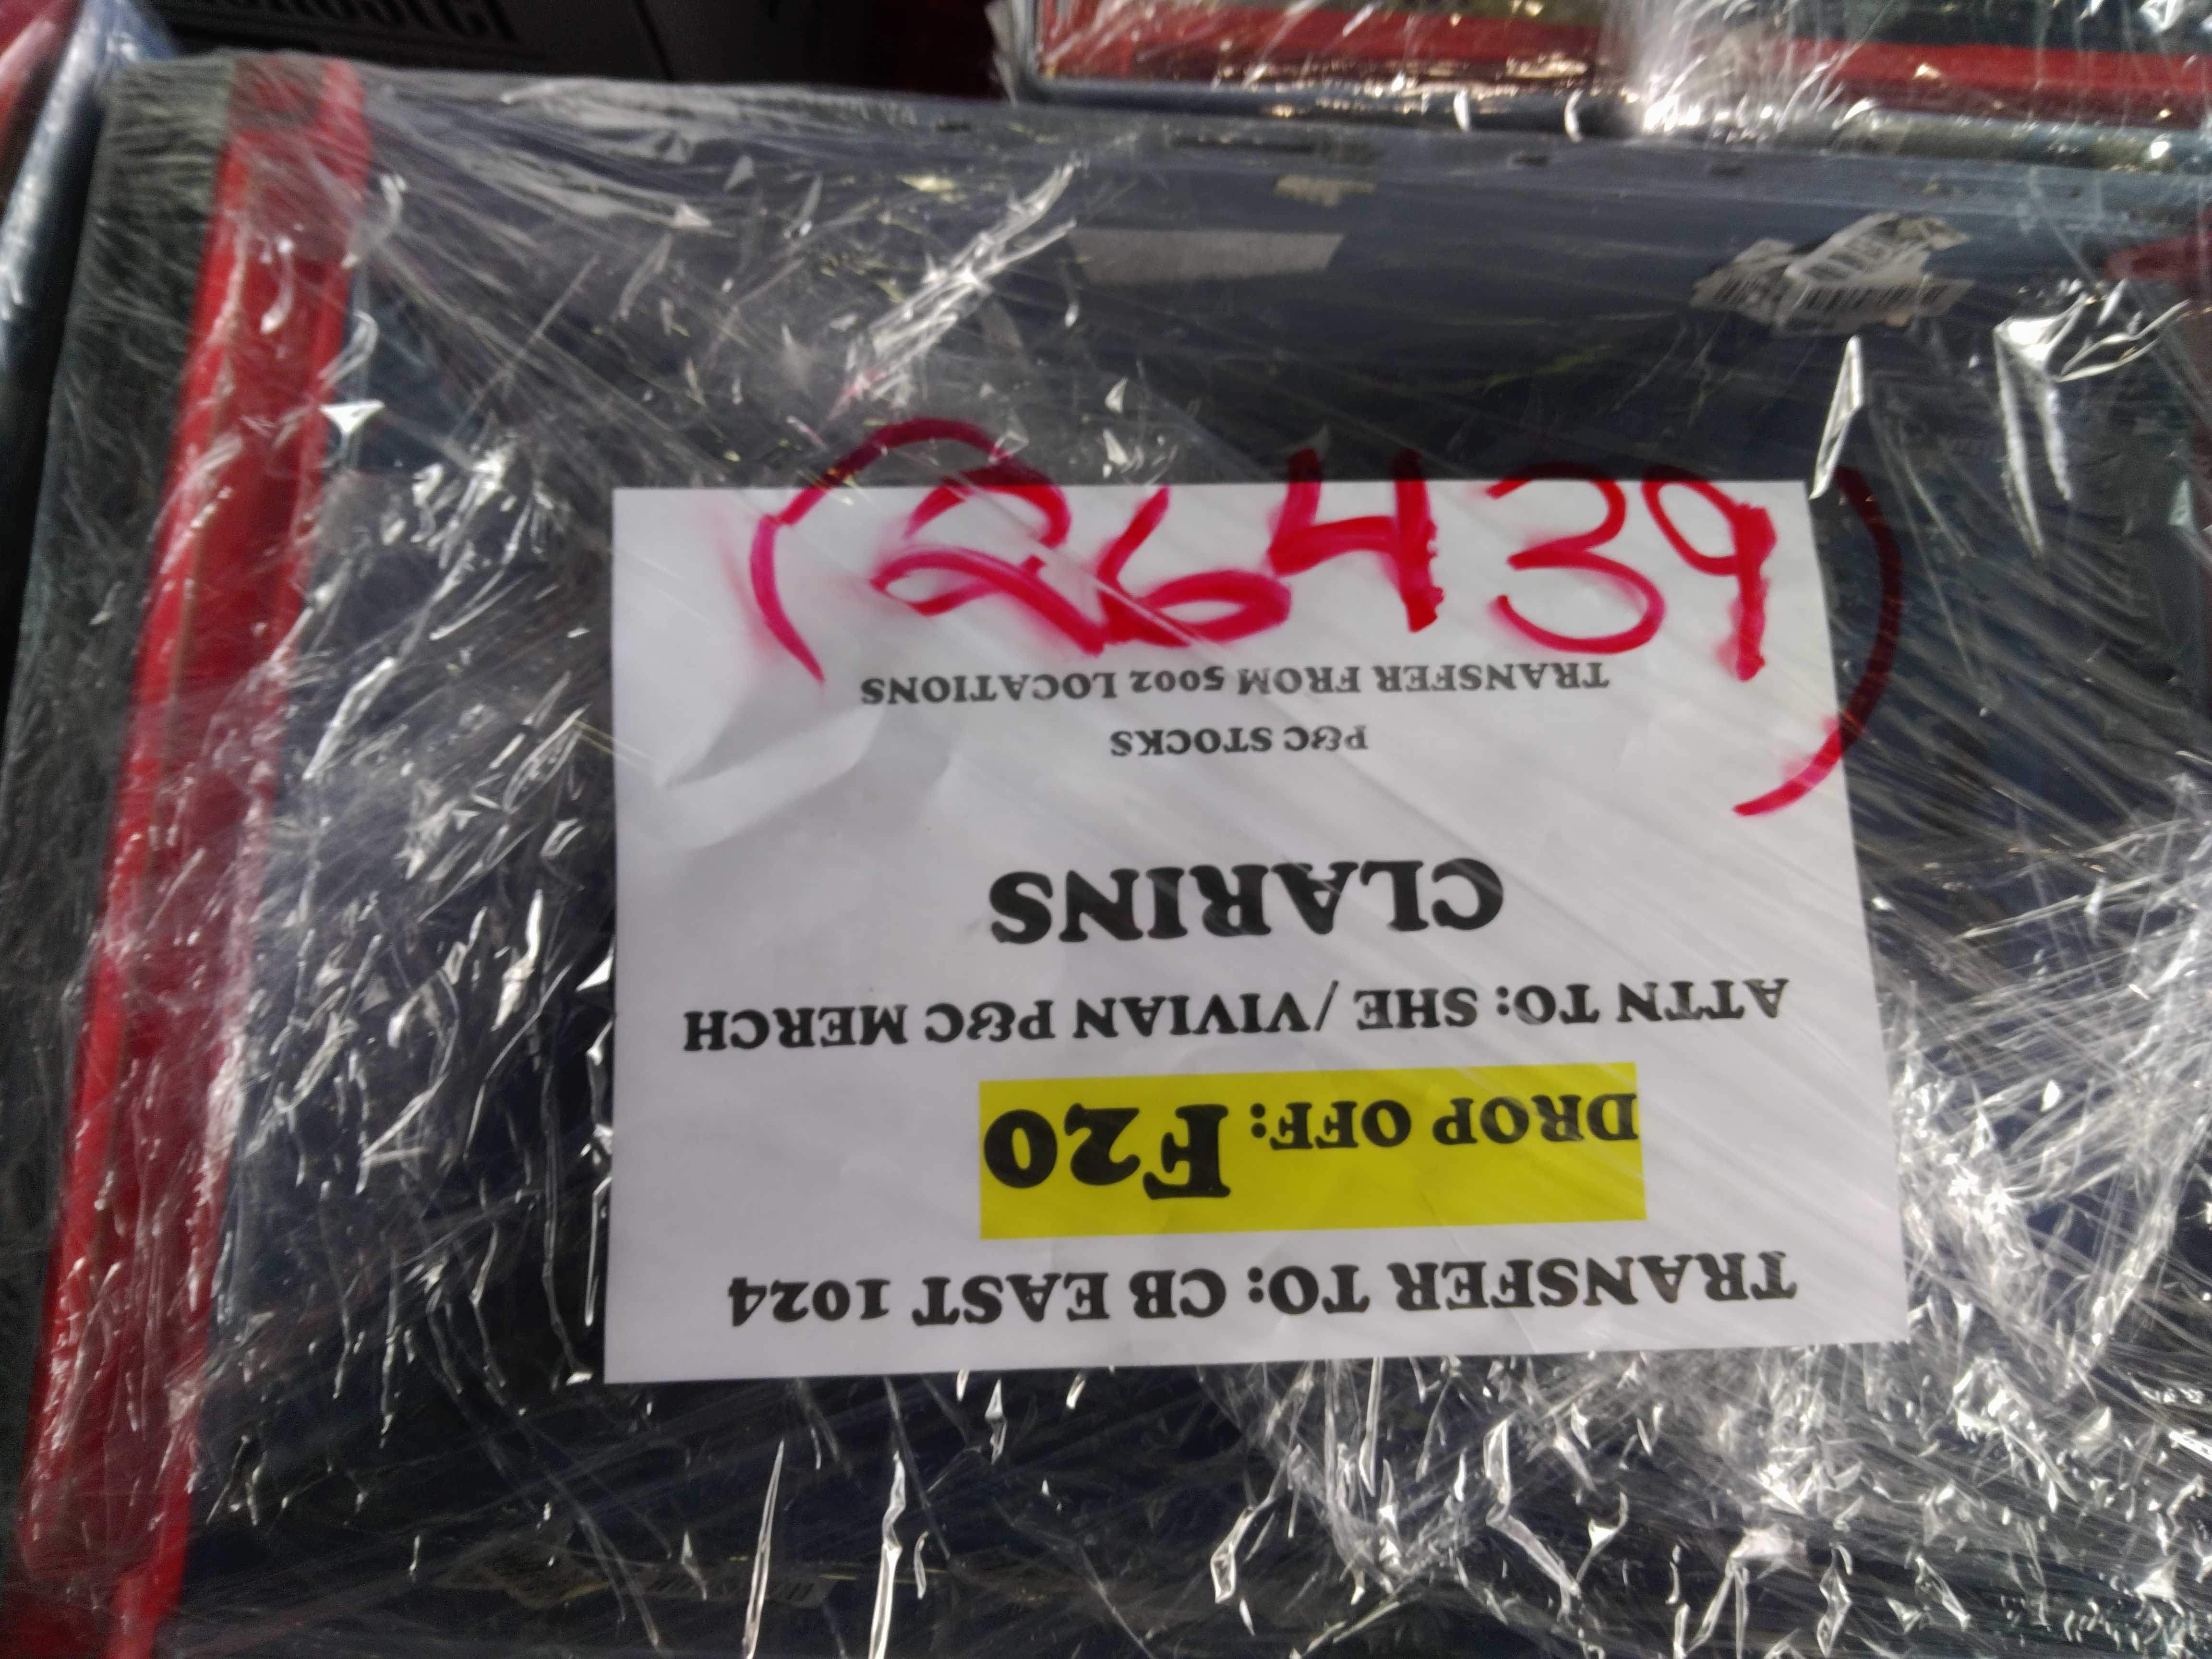 TRANSFER TO: CB EAST 1024
DROP OFF: F20
ATTN TO: SHE /VIVIAN P&C MERCH
CLARINS
P&C STOCKS
TRANSFER FROM 5002 LOCATIONS
(26439)